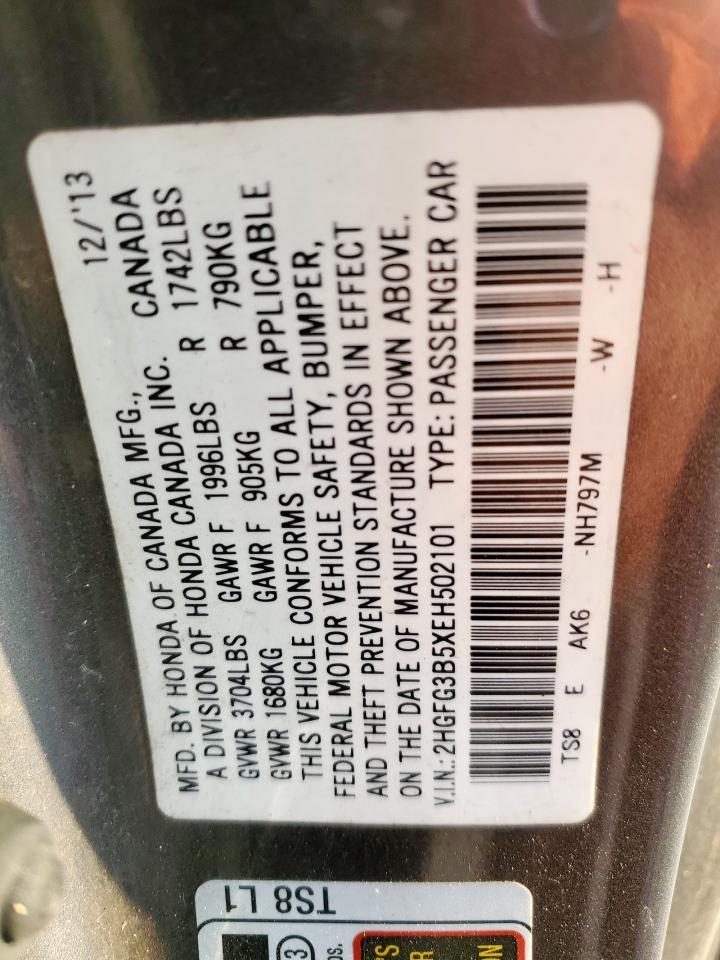 MFD. BY HONDA OF CANADA MFG., 12/'13
A DIVISION OF HONDA CANADA INC. CANADA
GVWR 3704LBS GAWR F 1996LBS R 1742LBS
GVWR 1680KG GAWR F 905KG R 790KG
THIS VEHICLE CONFORMS TO ALL APPLICABLE
FEDERAL MOTOR VEHICLE SAFETY, BUMPER,
AND THEFT PREVENTION STANDARDS IN EFFECT
ON THE DATE OF MANUFACTURE SHOWN ABOVE.
V.I.N.: 2HGFG3B5XEH502101 TYPE: PASSENGER CAR
TS8 E AK6 -NH797M -W -H
TS8 L1